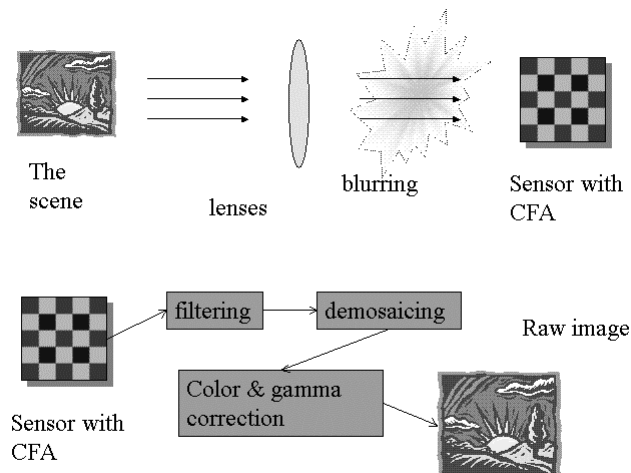 The
scene
lenses
blurring
Sensor with
CFA
filtering
demosaicing
Raw image
Color & gamma
correction
Sensor with
CFA